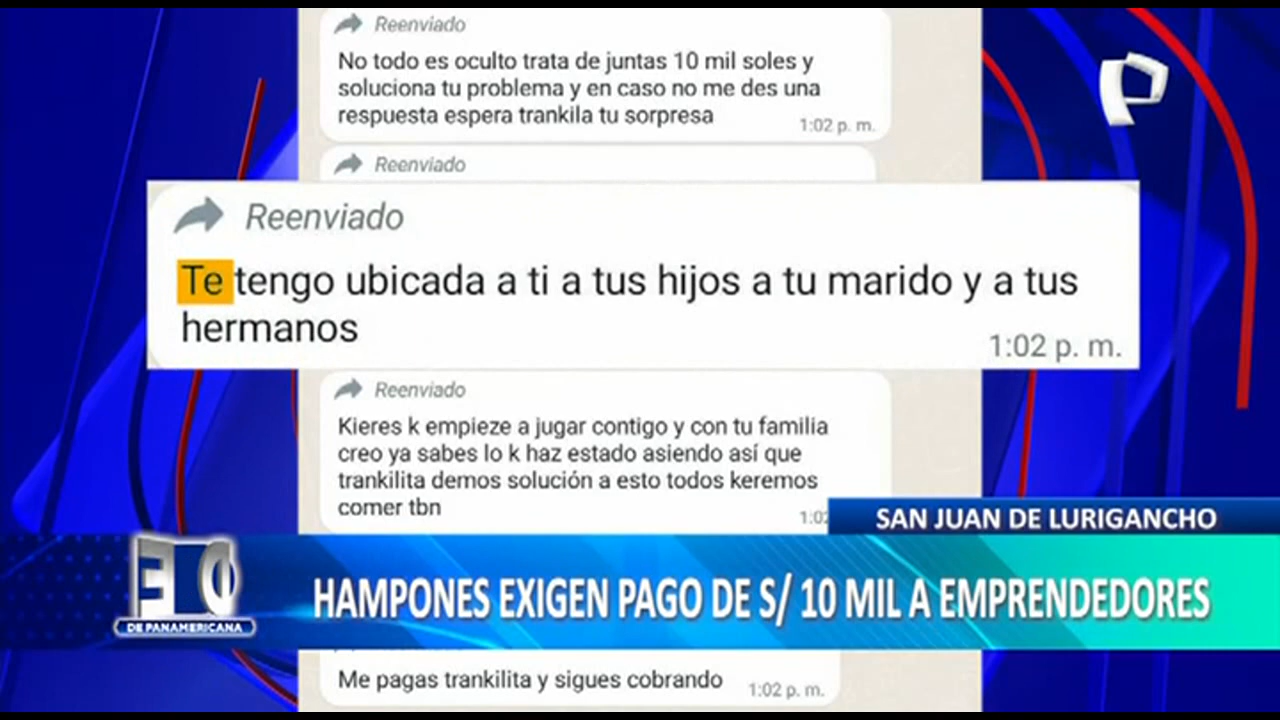 Reenviado
No todo es oculto trata de juntas 10 mil soles y
soluciona tu problema y en caso no me des una
respuesta espera trankila tu sorpresa
1:02 p. m.
Reenviado
Reenviado
Te tengo ubicada a ti a tus hijos a tu marido y a tus
hermanos
1:02 p. m.
Reenviado
Kieres k empieze a jugar contigo y con tu familia
creo ya sabes lo k haz estado asiendo así que
trankilita demos solución a esto todos keremos
comer tbn
1:02
SAN JUAN DE LURIGANCHO
DE PANAMERICANA
HAMPONES EXIGEN PAGO DE S/ 10 MIL A EMPRENDEDORES
Me pagas trankilita y sigues cobrando
1:02 p. m.